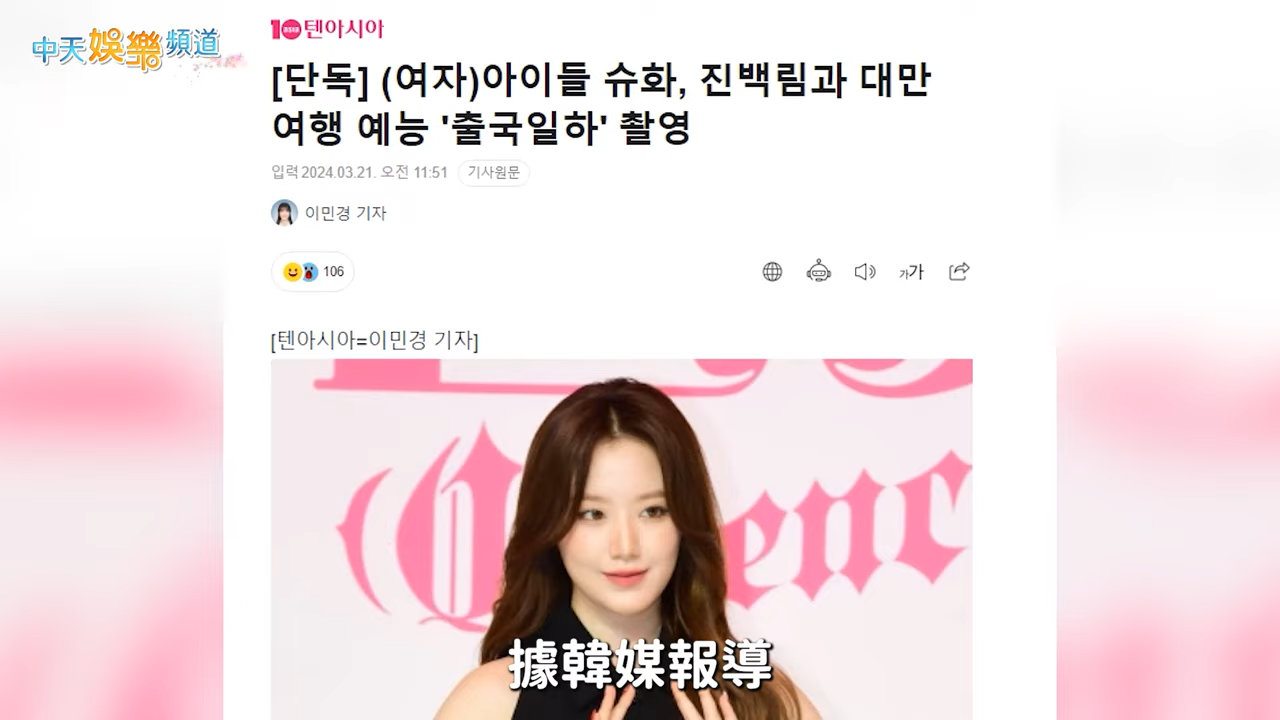 中天娛樂頻道
10 ASIA 텐아시아
[단독] (여자)아이들 슈화, 진백림과 대만
여행 예능 '출국일하' 촬영
입력 2024.03.21. 오전 11:51 기사원문
이민경 기자
106
가가
[텐아시아=이민경 기자]
據韓媒報導